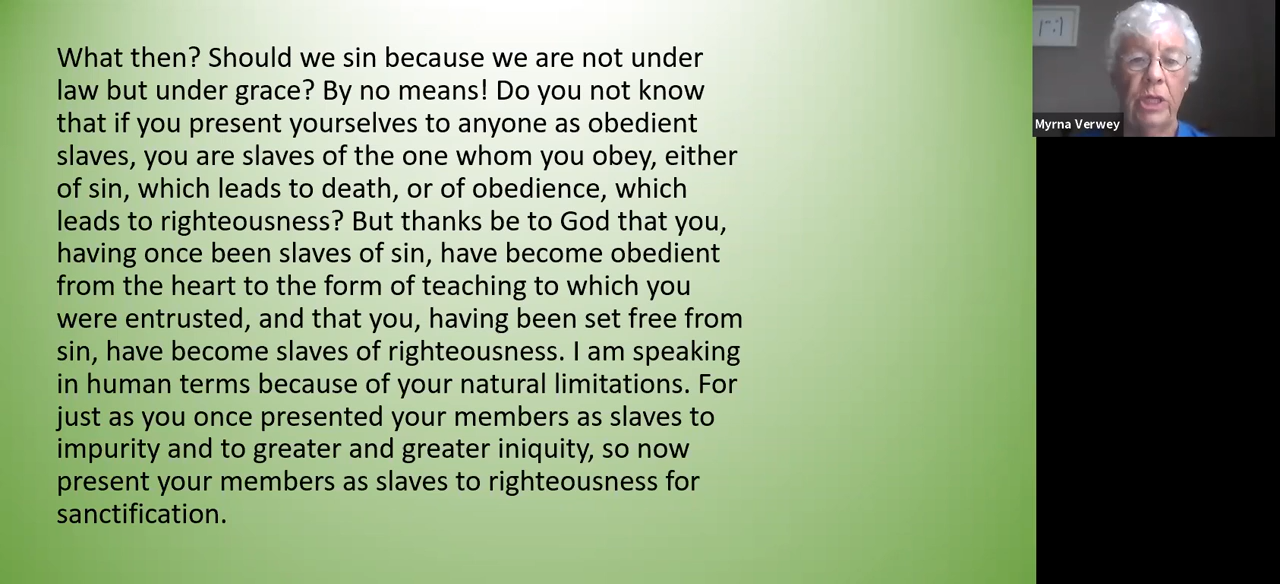 What then? Should we sin because we are not under
law but under grace? By no means! Do you not know
that if you present yourselves to anyone as obedient
slaves, you are slaves of the one whom you obey, either
of sin, which leads to death, or of obedience, which
leads to righteousness? But thanks be to God that you,
having once been slaves of sin, have become obedient
from the heart to the form of teaching to which you
were entrusted, and that you, having been set free from
sin, have become slaves of righteousness. I am speaking
in human terms because of your natural limitations. For
just as you once presented your members as slaves to
impurity and to greater and greater iniquity, so now
present your members as slaves to righteousness for
sanctification.
Myrna Verwey